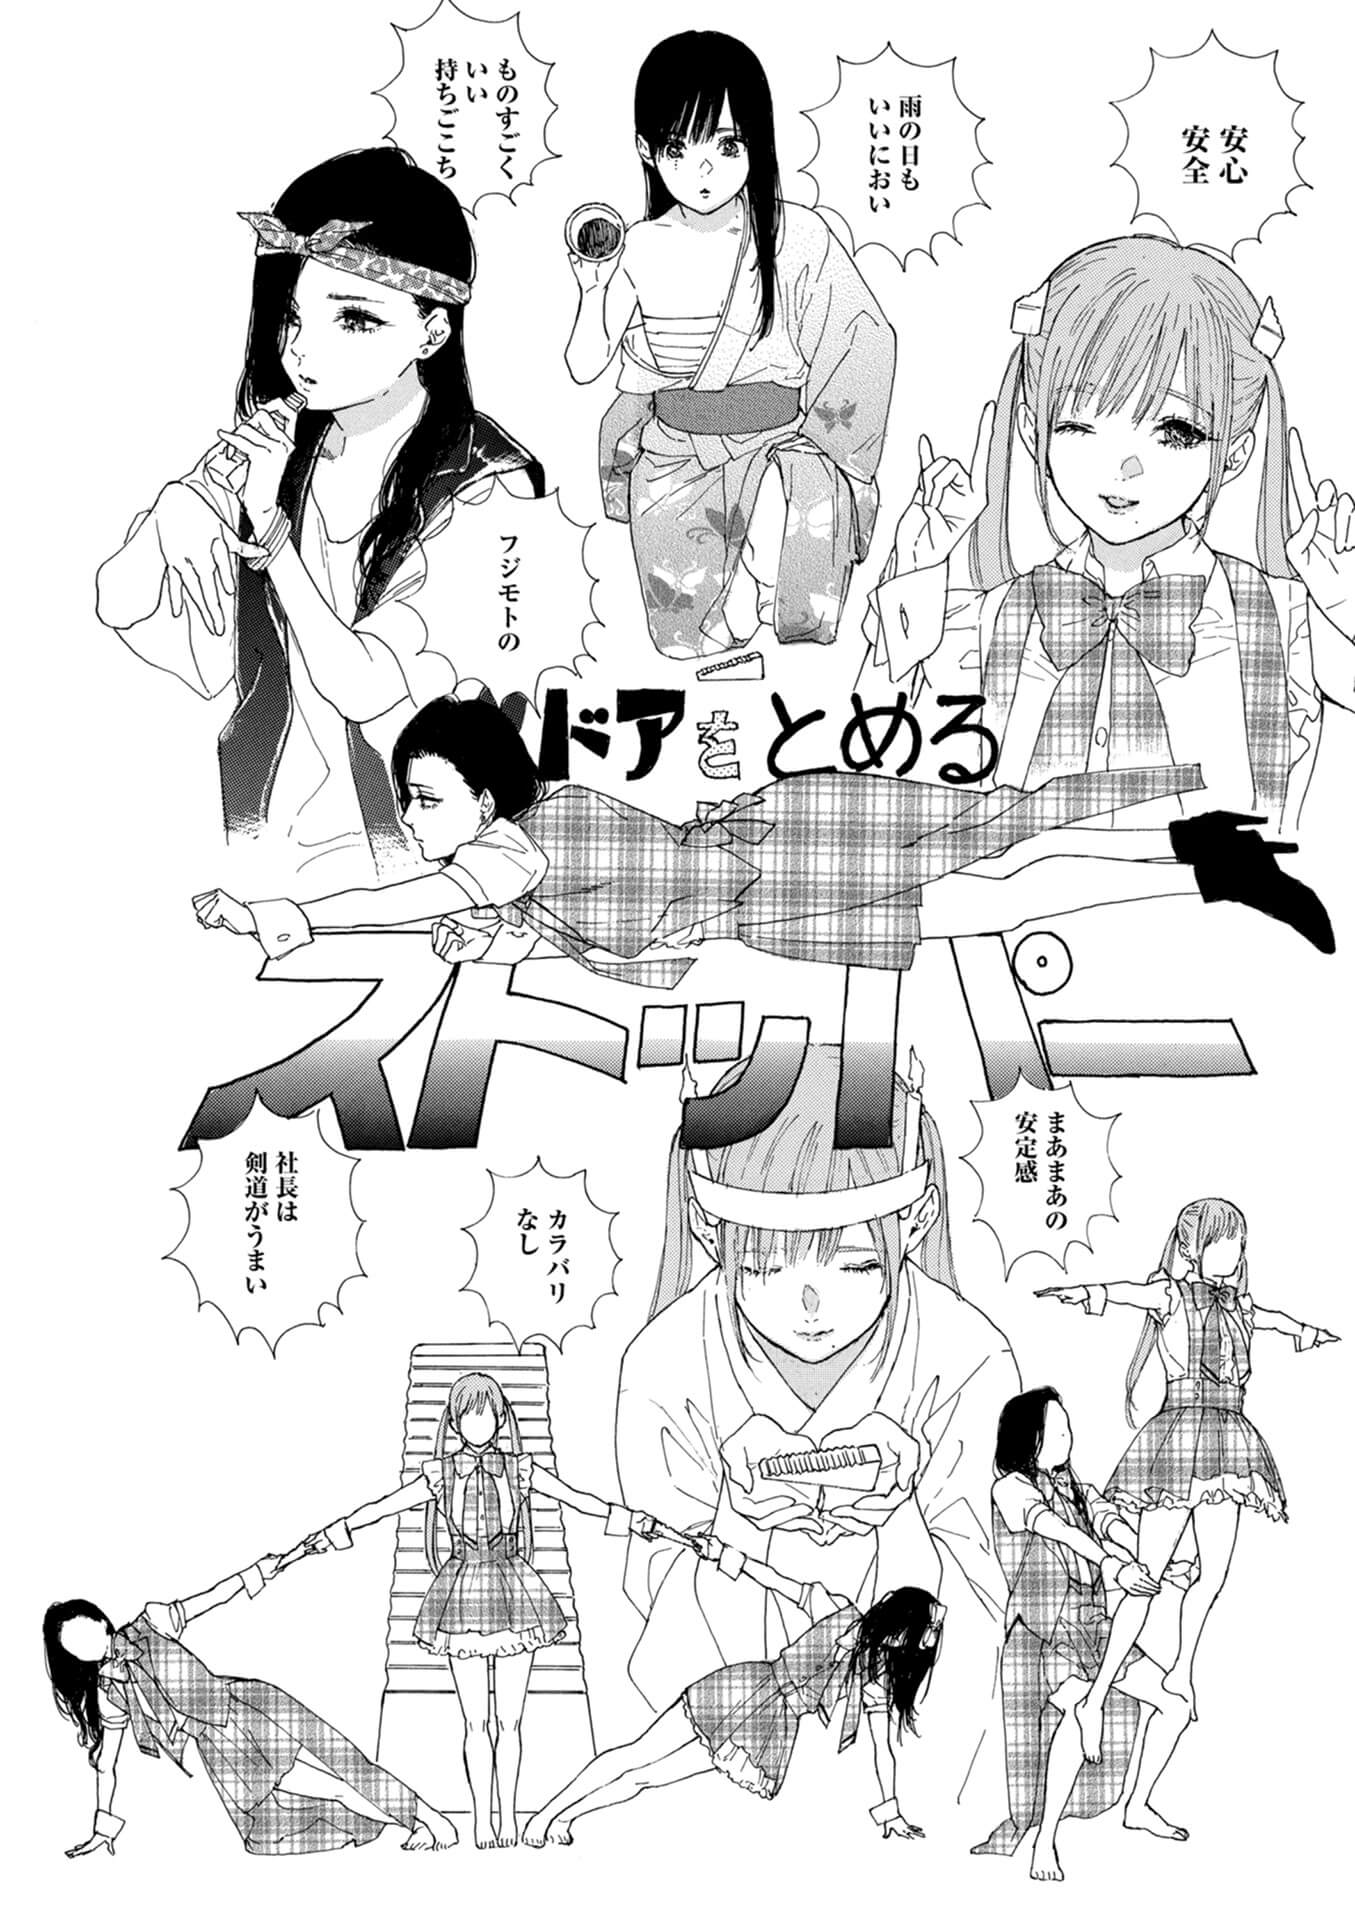 安心
安全
雨の日も
いいにおい
ものすごく
いい
持ちごこち
フジモトの
ドアをとめる
ストッパー
まあまあの
安定感
カラバリ
なし
社長は
剣道がうまい